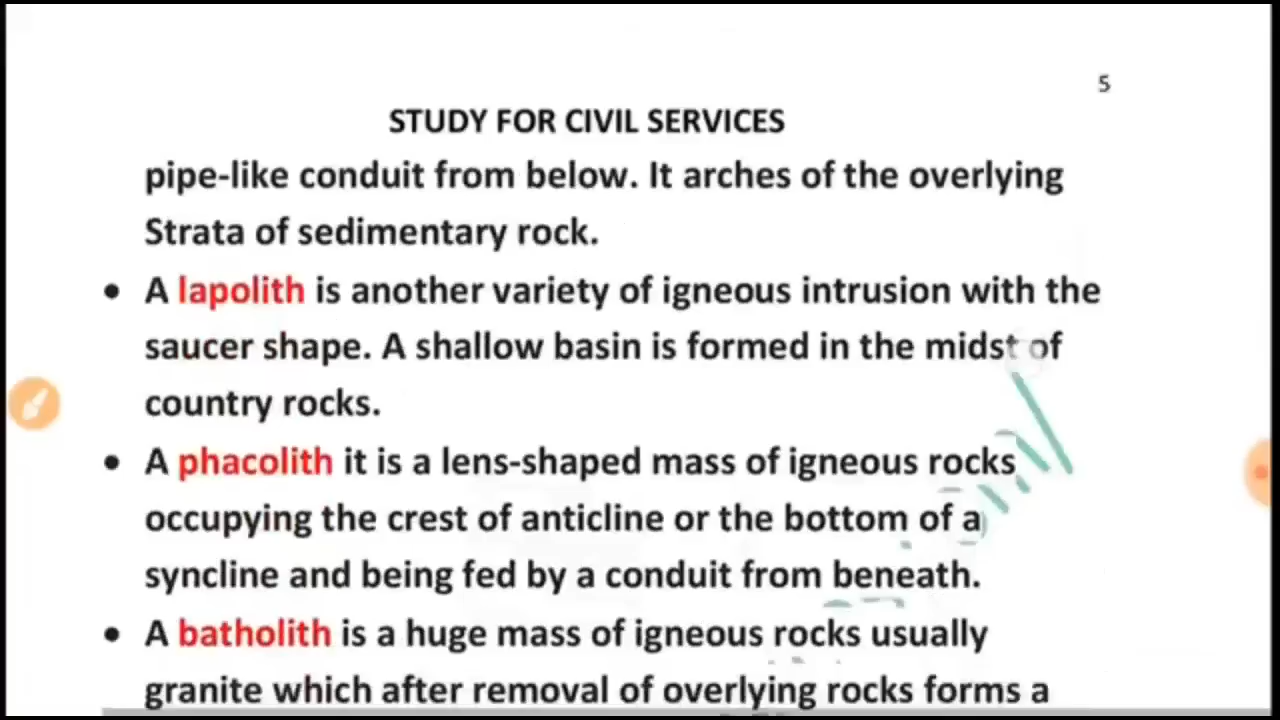 5
STUDY FOR CIVIL SERVICES
pipe-like conduit from below. It arches of the overlying
Strata of sedimentary rock.
• A lapolith is another variety of igneous intrusion with the
saucer shape. A shallow basin is formed in the midst of
country rocks.
• A phacolith it is a lens-shaped mass of igneous rocks
occupying the crest of anticline or the bottom of a
syncline and being fed by a conduit from beneath.
• A batholith is a huge mass of igneous rocks usually
granite which after removal of overlying rocks forms a